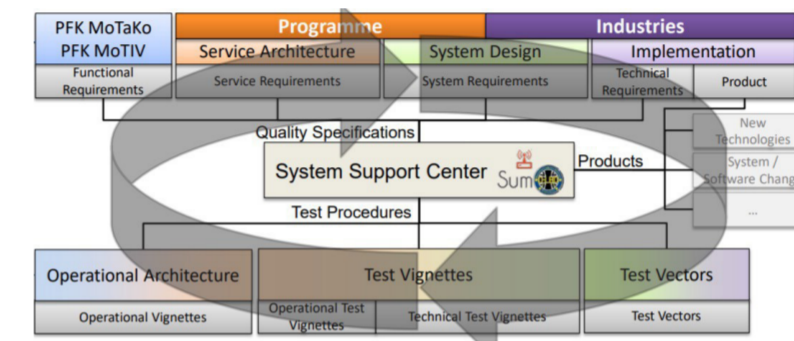 PFK MoTaKo
PFK MoTIV
Programme
Industries
Service Architecture
System Design
Implementation
Functional
Requirements
Service Requirements
System Requirements
Technical
Requirements
Product
Quality Specifications
New
Technologies
System Support Center
Sum
Products
System /
Software Chang
Test Procedures
...
Operational Architecture
Test Vignettes
Test Vectors
Operational Vignettes
Operational Test
Vignettes
Technical Test Vignettes
Test Vectors